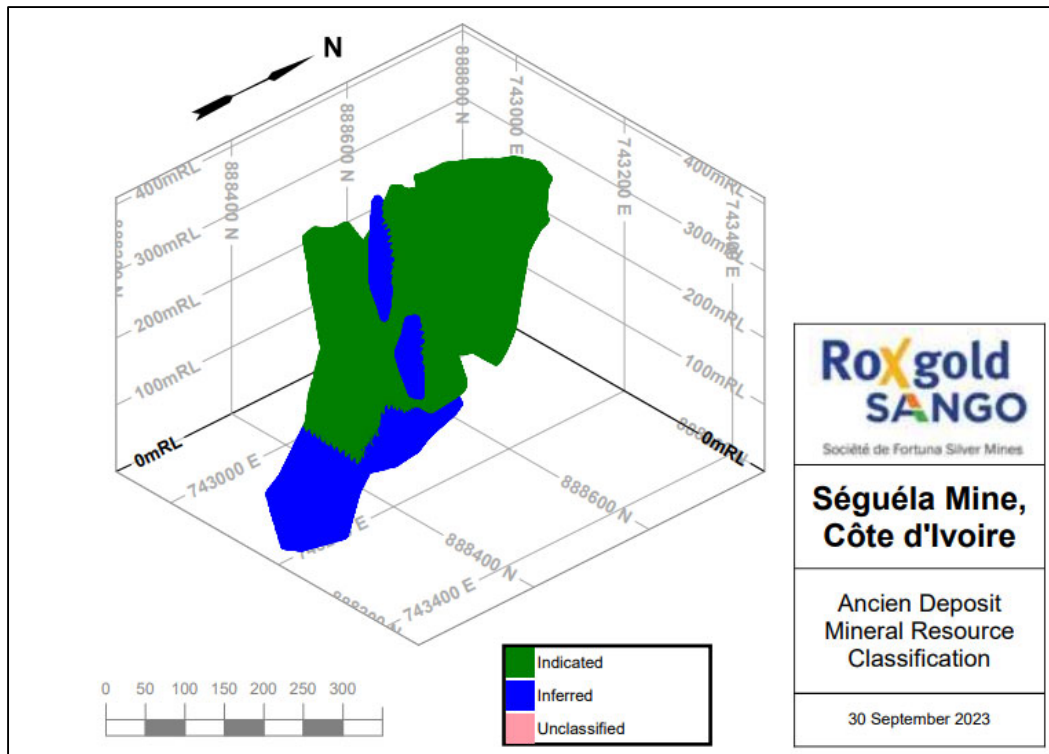 N
400mRL
300mRL
200mRL
100mRL
0mRL
888400 N
888600 N
888800 N
743000 E
743200 E
743400 E
400mRL
300mRL
200mRL
100mRL
0mRL
743000 E
743400 E
888400 N
888600 N
0 50 100 150 200 250 300
Indicated
Inferred
Unclassified
Roxgold
SANGO
Société de Fortuna Silver Mines
Séguéla Mine,
Côte d'Ivoire
Ancien Deposit
Mineral Resource
Classification
30 September 2023